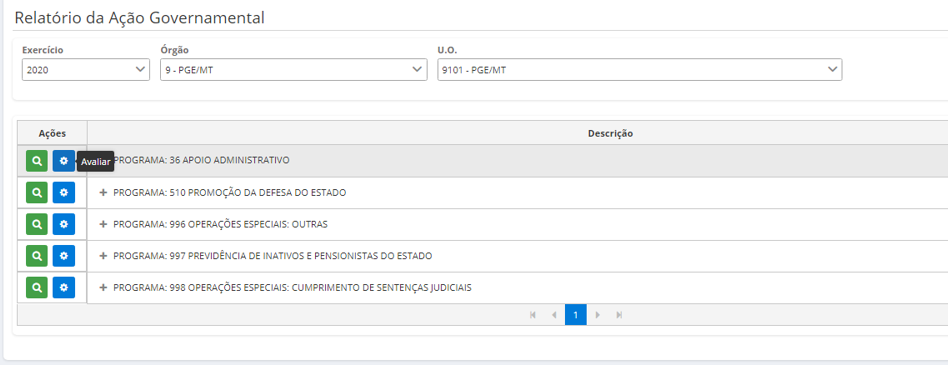 Relatório da Ação Governamental
Exercício Órgão U.O.
2020 9 - PGE/MT 9101 - PGE/MT
Ações Descrição
Avaliar PROGRAMA: 36 APOIO ADMINISTRATIVO
PROGRAMA: 510 PROMOÇÃO DA DEFESA DO ESTADO
PROGRAMA: 996 OPERAÇÕES ESPECIAIS: OUTRAS
PROGRAMA: 997 PREVIDÊNCIA DE INATIVOS E PENSIONISTAS DO ESTADO
PROGRAMA: 998 OPERAÇÕES ESPECIAIS: CUMPRIMENTO DE SENTENÇAS JUDICIAIS
1